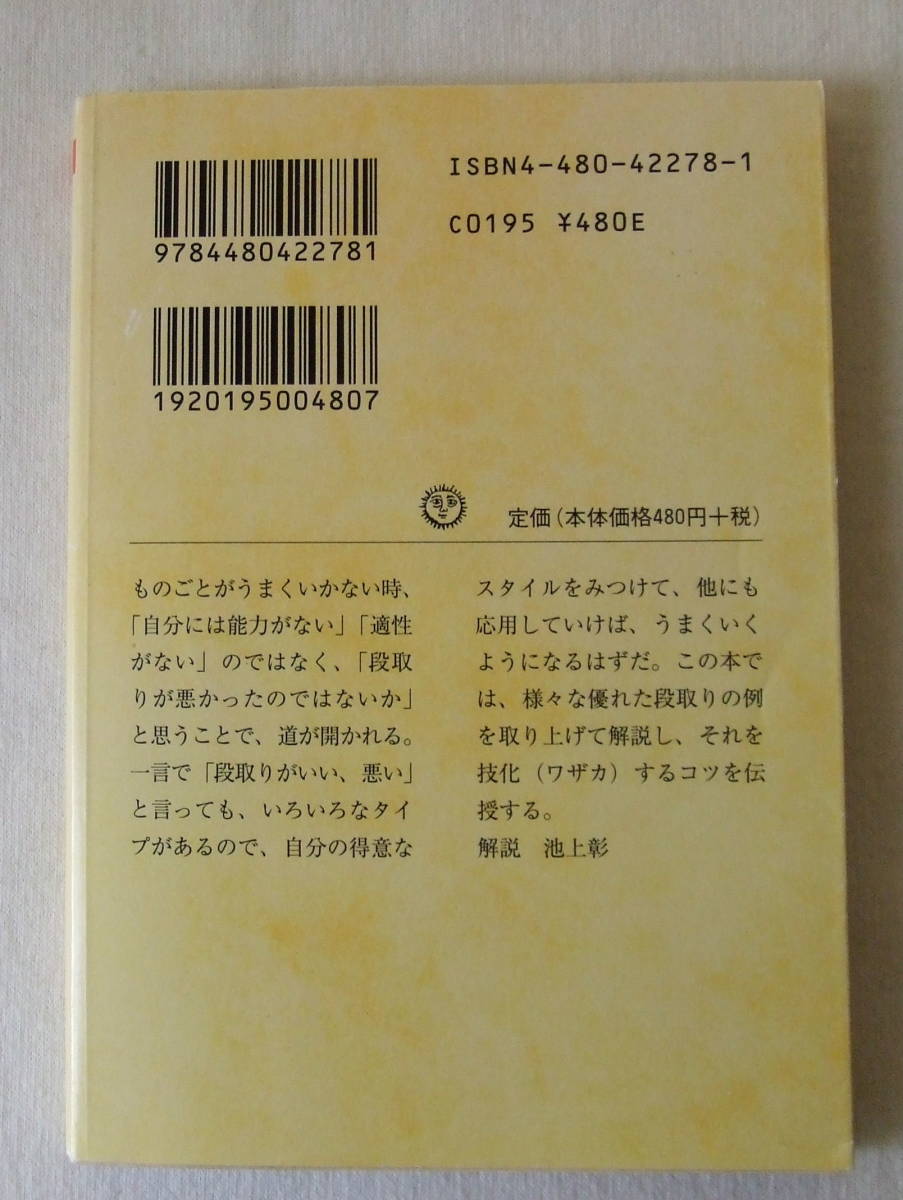 ISBN4-480-42278-1
C0195 ¥480E
9784480422781
1920195004807
定価(本体価格480円+税)
ものごとがうまくいかない時、
「自分には能力がない」「適性
がない」のではなく、「段取
りが悪かったのではないか」
と思うことで、道が開かれる。
一言で「段取りがいい、悪い」
と言っても、いろいろなタイ
プがあるので、自分の得意な
スタイルをみつけて、他にも
応用していけば、うまくいく
ようになるはずだ。この本で
は、様々な優れた段取りの例
を取り上げて解説し、それを
技化(ワザカ)するコツを伝
授する。
解説 池上彰